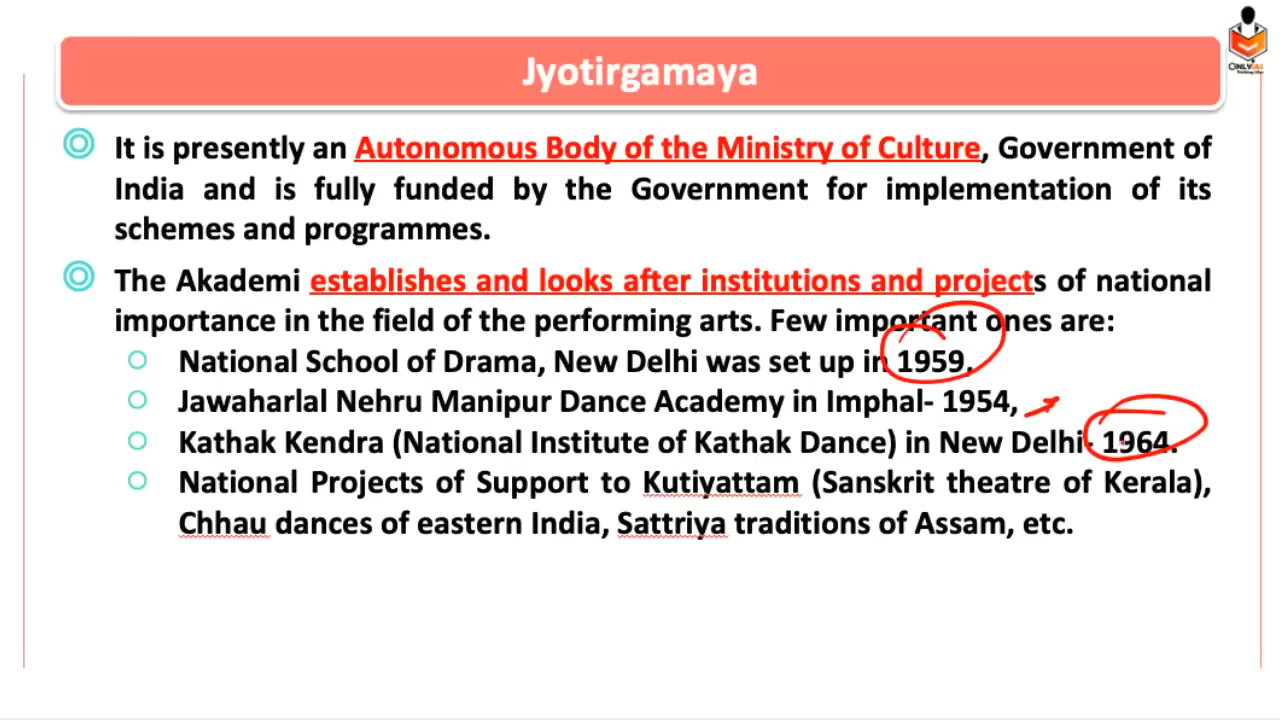 Jyotirgamaya
It is presently an Autonomous Body of the Ministry of Culture, Government of
India and is fully funded by the Government for implementation of its
schemes and programmes.
The Akademi establishes and looks after institutions and projects of national
importance in the field of the performing arts. Few important ones are:
National School of Drama, New Delhi was set up in 1959.
Jawaharlal Nehru Manipur Dance Academy in Imphal- 1954,
Kathak Kendra (National Institute of Kathak Dance) in New Delhi- 1964.
National Projects of Support to Kutiyattam (Sanskrit theatre of Kerala),
Chhau dances of eastern India, Sattriya traditions of Assam, etc.